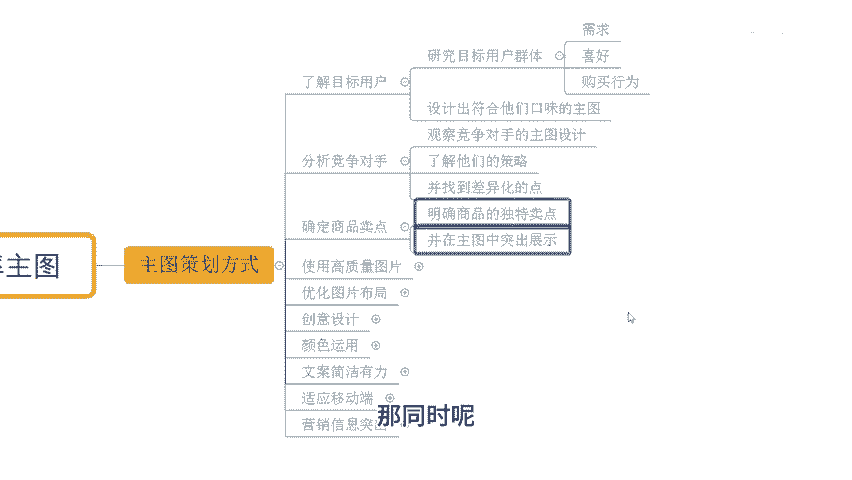 需求
研究目标用户群体
喜好
了解目标用户
购买行为
设计出符合他们口味的主图
观察竞争对手的主图设计
分析竞争对手
了解他们的策略
并找到差异化的点
明确商品的独特卖点
确定商品卖点
并在主图中突出展示
主图
主图策划方式
使用高质量图片
优化图片布局
创意设计
颜色运用
文案简洁有力
适应移动端
那同时呢
营销信息突出